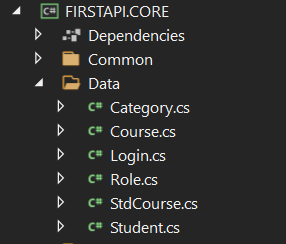 FIRSTAPI.CORE
Dependencies
Common
Data
Category.cs
Course.cs
Login.cs
Role.cs
StdCourse.cs
Student.cs